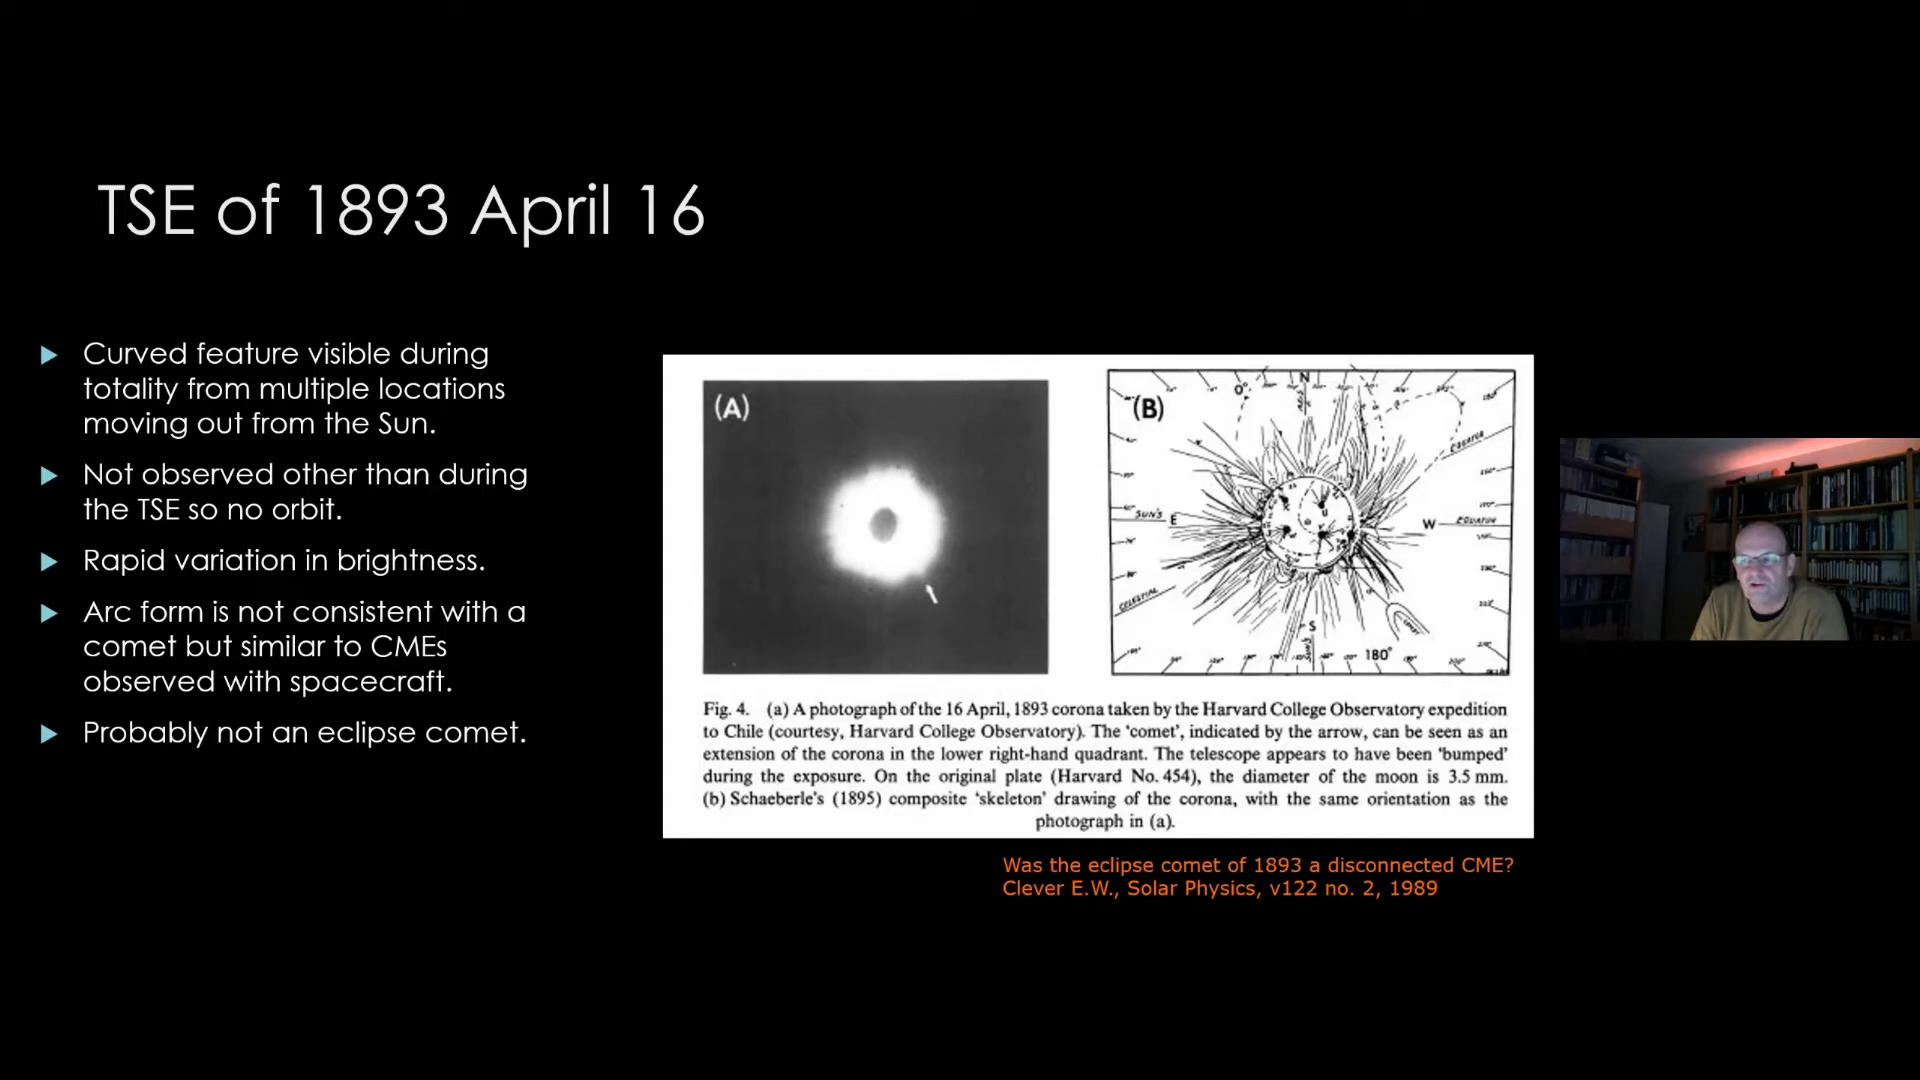 TSE of 1893 April 16
Curved feature visible during
totality from multiple locations
moving out from the Sun.
Not observed other than during
the TSE so no orbit.
Rapid variation in brightness.
Arc form is not consistent with a
comet but similar to CMEs
observed with spacecraft.
Probably not an eclipse comet.
(A)
(B)
0°
N
EQUATOR
SUN'S E
W EQUATOR
CELESTIAL
COMET
S
180°
Fig. 4. (a) A photograph of the 16 April, 1893 corona taken by the Harvard College Observatory expedition
to Chile (courtesy, Harvard College Observatory). The 'comet', indicated by the arrow, can be seen as an
extension of the corona in the lower right-hand quadrant. The telescope appears to have been 'bumped'
during the exposure. On the original plate (Harvard No. 454), the diameter of the moon is 3.5 mm.
(b) Schaeberle's (1895) composite 'skeleton' drawing of the corona, with the same orientation as the
photograph in (a).
Was the eclipse comet of 1893 a disconnected CME?
Clever E.W., Solar Physics, v122 no. 2, 1989